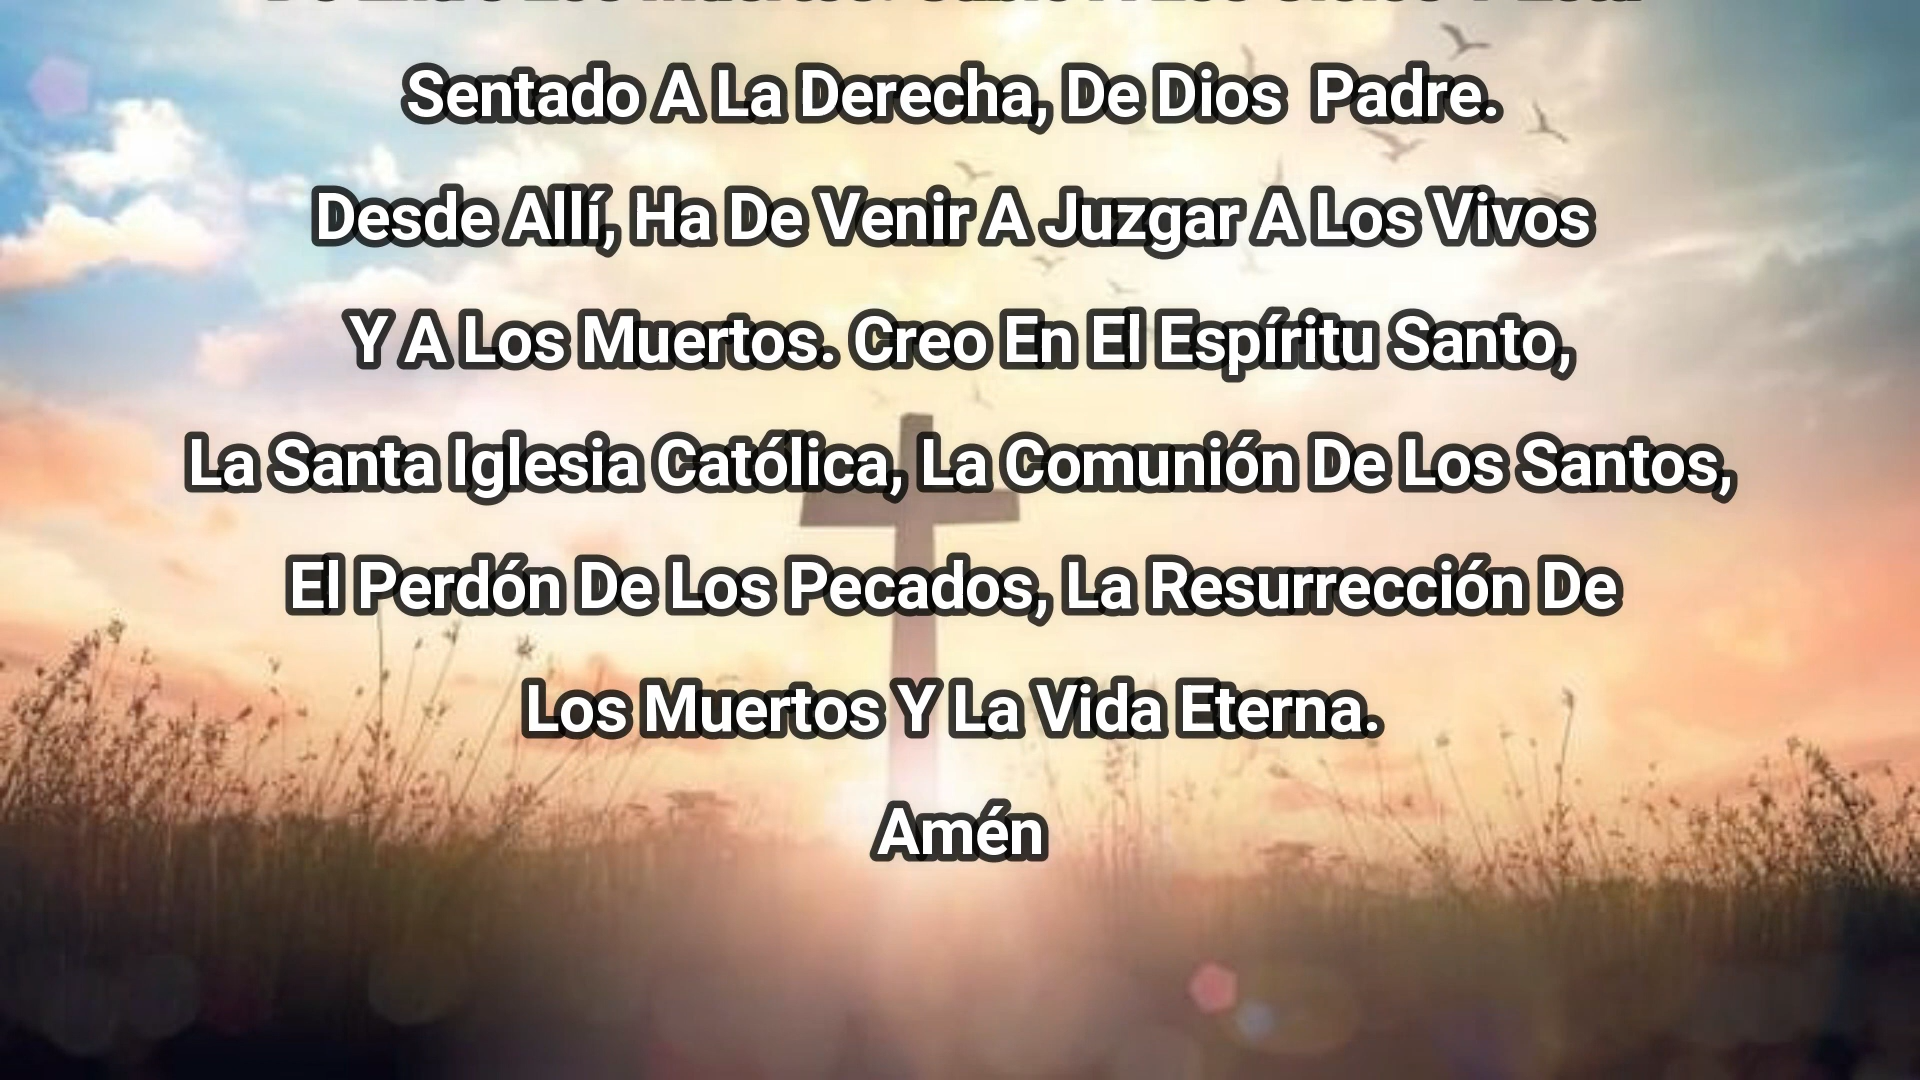 Sentado A La Derecha, De Dios  Padre.
Desde Allí, Ha De Venir A Juzgar A Los Vivos
Y A Los Muertos. Creo En El Espíritu Santo,
La Santa Iglesia Católica, La Comunión De Los Santos,
El Perdón De Los Pecados, La Resurrección De
Los Muertos Y La Vida Eterna.
Amén